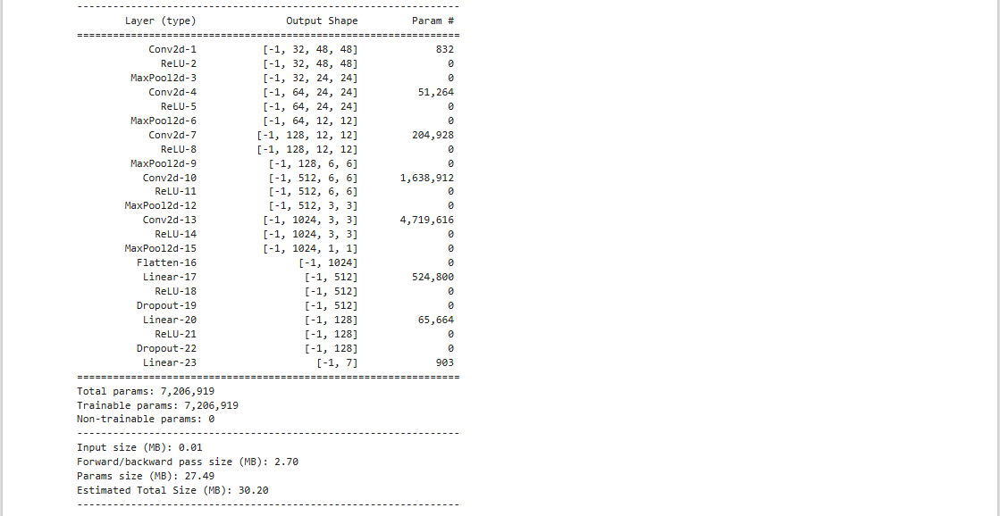 ----------------------------------------------------------------
Layer (type) Output Shape Param #
================================================================
Conv2d-1 [-1, 32, 48, 48] 832
ReLU-2 [-1, 32, 48, 48] 0
MaxPool2d-3 [-1, 32, 24, 24] 0
Conv2d-4 [-1, 64, 24, 24] 51,264
ReLU-5 [-1, 64, 24, 24] 0
MaxPool2d-6 [-1, 64, 12, 12] 0
Conv2d-7 [-1, 128, 12, 12] 204,928
ReLU-8 [-1, 128, 12, 12] 0
MaxPool2d-9 [-1, 128, 6, 6] 0
Conv2d-10 [-1, 512, 6, 6] 1,638,912
ReLU-11 [-1, 512, 6, 6] 0
MaxPool2d-12 [-1, 512, 3, 3] 0
Conv2d-13 [-1, 1024, 3, 3] 4,719,616
ReLU-14 [-1, 1024, 3, 3] 0
MaxPool2d-15 [-1, 1024, 1, 1] 0
Flatten-16 [-1, 1024] 0
Linear-17 [-1, 512] 524,800
ReLU-18 [-1, 512] 0
Dropout-19 [-1, 512] 0
Linear-20 [-1, 128] 65,664
ReLU-21 [-1, 128] 0
Dropout-22 [-1, 128] 0
Linear-23 [-1, 7] 903
================================================================
Total params: 7,206,919
Trainable params: 7,206,919
Non-trainable params: 0
----------------------------------------------------------------
Input size (MB): 0.01
Forward/backward pass size (MB): 2.70
Params size (MB): 27.49
Estimated Total Size (MB): 30.20
----------------------------------------------------------------